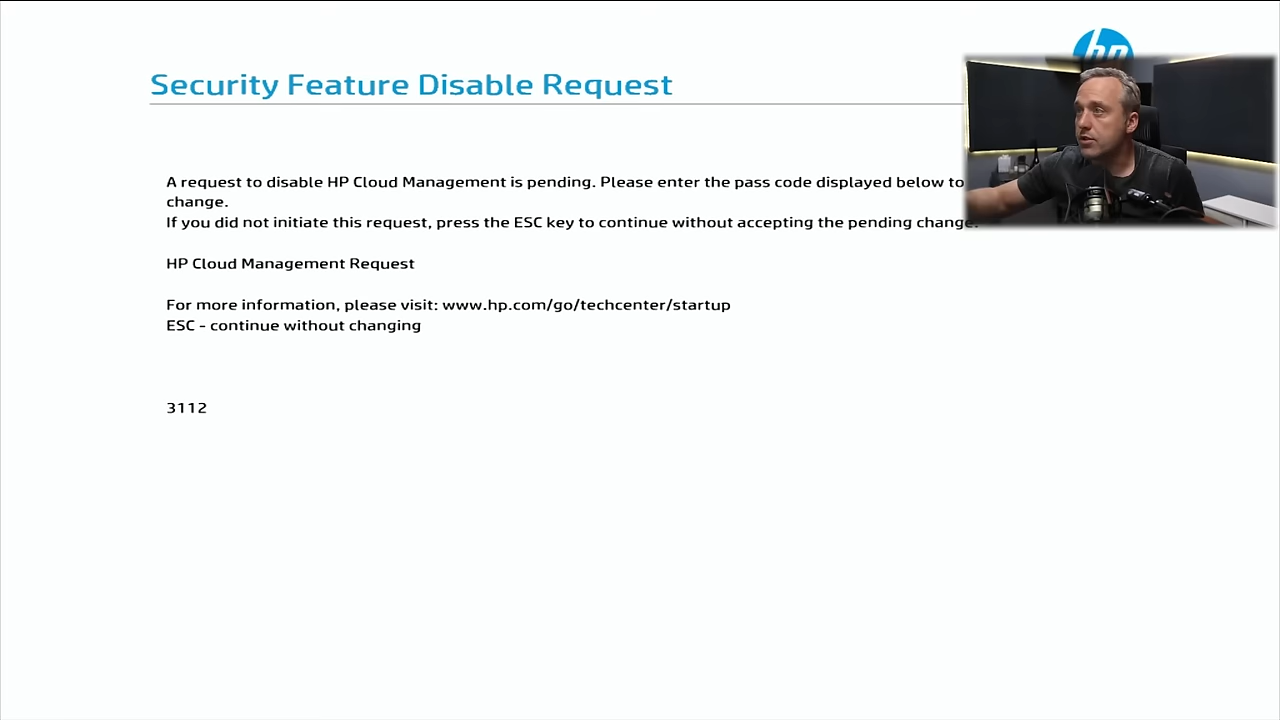 hp
Security Feature Disable Request
A request to disable HP Cloud Management is pending. Please enter the pass code displayed below to
change.
If you did not initiate this request, press the ESC key to continue without accepting the pending change.
HP Cloud Management Request
For more information, please visit: www.hp.com/go/techcenter/startup
ESC - continue without changing
3112